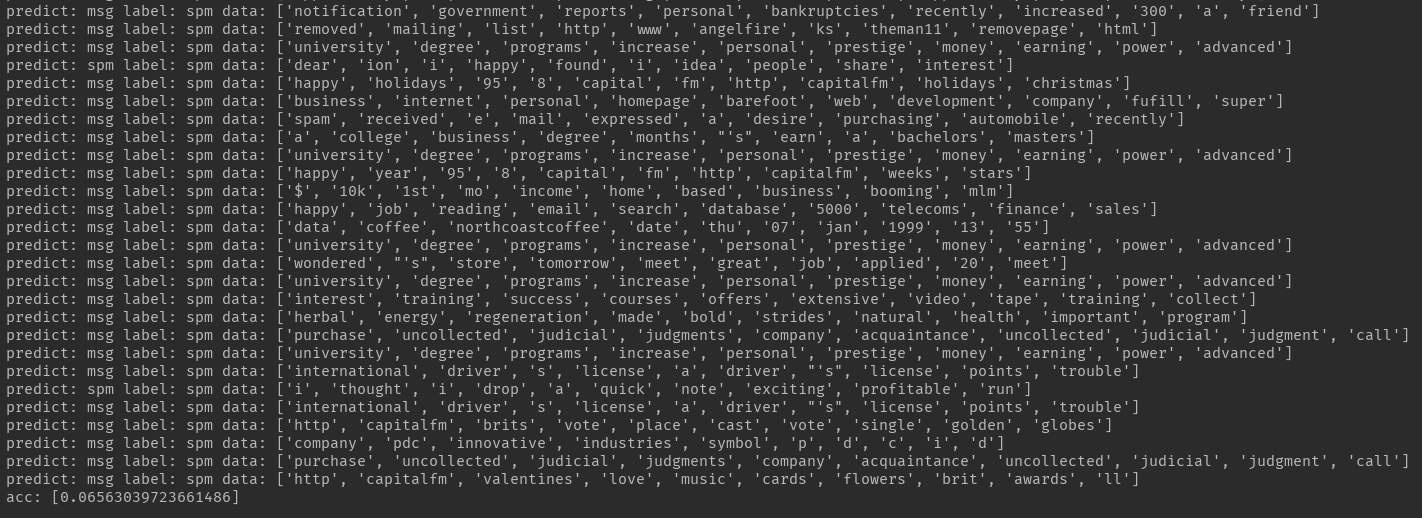 predict: msg label: spm data: ['notification', 'government', 'reports', 'personal', 'bankruptcies', 'recently', 'increased', '300', 'a', 'friend']
predict: msg label: spm data: ['removed', 'mailing', 'list', 'http', 'www', 'angelfire', 'ks', 'theman11', 'removepage', 'html']
predict: msg label: spm data: ['university', 'degree', 'programs', 'increase', 'personal', 'prestige', 'money', 'earning', 'power', 'advanced']
predict: spm label: spm data: ['dear', 'ion', 'i', 'happy', 'found', 'i', 'idea', 'people', 'share', 'interest']
predict: msg label: spm data: ['happy', 'holidays', '95', '8', 'capital', 'fm', 'http', 'capitalfm', 'holidays', 'christmas']
predict: msg label: spm data: ['business', 'internet', 'personal', 'homepage', 'barefoot', 'web', 'development', 'company', 'fufill', 'super']
predict: msg label: spm data: ['spam', 'received', 'e', 'mail', 'expressed', 'a', 'desire', 'purchasing', 'automobile', 'recently']
predict: msg label: spm data: ['a', 'college', 'business', 'degree', 'months', "'s", 'earn', 'a', 'bachelors', 'masters']
predict: msg label: spm data: ['university', 'degree', 'programs', 'increase', 'personal', 'prestige', 'money', 'earning', 'power', 'advanced']
predict: msg label: spm data: ['happy', 'year', '95', '8', 'capital', 'fm', 'http', 'capitalfm', 'weeks', 'stars']
predict: msg label: spm data: ['$', '10k', '1st', 'mo', 'income', 'home', 'based', 'business', 'booming', 'mlm']
predict: msg label: spm data: ['happy', 'job', 'reading', 'email', 'search', 'database', '5000', 'telecoms', 'finance', 'sales']
predict: msg label: spm data: ['data', 'coffee', 'northcoastcoffee', 'date', 'thu', '07', 'jan', '1999', '13', '55']
predict: msg label: spm data: ['university', 'degree', 'programs', 'increase', 'personal', 'prestige', 'money', 'earning', 'power', 'advanced']
predict: msg label: spm data: ['wondered', "'s", 'store', 'tomorrow', 'meet', 'great', 'job', 'applied', '20', 'meet']
predict: msg label: spm data: ['university', 'degree', 'programs', 'increase', 'personal', 'prestige', 'money', 'earning', 'power', 'advanced']
predict: msg label: spm data: ['interest', 'training', 'success', 'courses', 'offers', 'extensive', 'video', 'tape', 'training', 'collect']
predict: msg label: spm data: ['herbal', 'energy', 'regeneration', 'made', 'bold', 'strides', 'natural', 'health', 'important', 'program']
predict: msg label: spm data: ['purchase', 'uncollected', 'judicial', 'judgments', 'company', 'acquaintance', 'uncollected', 'judicial', 'judgment', 'call']
predict: msg label: spm data: ['university', 'degree', 'programs', 'increase', 'personal', 'prestige', 'money', 'earning', 'power', 'advanced']
predict: msg label: spm data: ['international', 'driver', 's', 'license', 'a', 'driver', "'s", 'license', 'points', 'trouble']
predict: spm label: spm data: ['i', 'thought', 'i', 'drop', 'a', 'quick', 'note', 'exciting', 'profitable', 'run']
predict: msg label: spm data: ['international', 'driver', 's', 'license', 'a', 'driver', "'s", 'license', 'points', 'trouble']
predict: msg label: spm data: ['http', 'capitalfm', 'brits', 'vote', 'place', 'cast', 'vote', 'single', 'golden', 'globes']
predict: msg label: spm data: ['company', 'pdc', 'innovative', 'industries', 'symbol', 'p', 'd', 'c', 'i', 'd']
predict: msg label: spm data: ['purchase', 'uncollected', 'judicial', 'judgments', 'company', 'acquaintance', 'uncollected', 'judicial', 'judgment', 'call']
predict: msg label: spm data: ['http', 'capitalfm', 'valentines', 'love', 'music', 'cards', 'flowers', 'brit', 'awards', 'll']
acc: [0.06563039723661486]